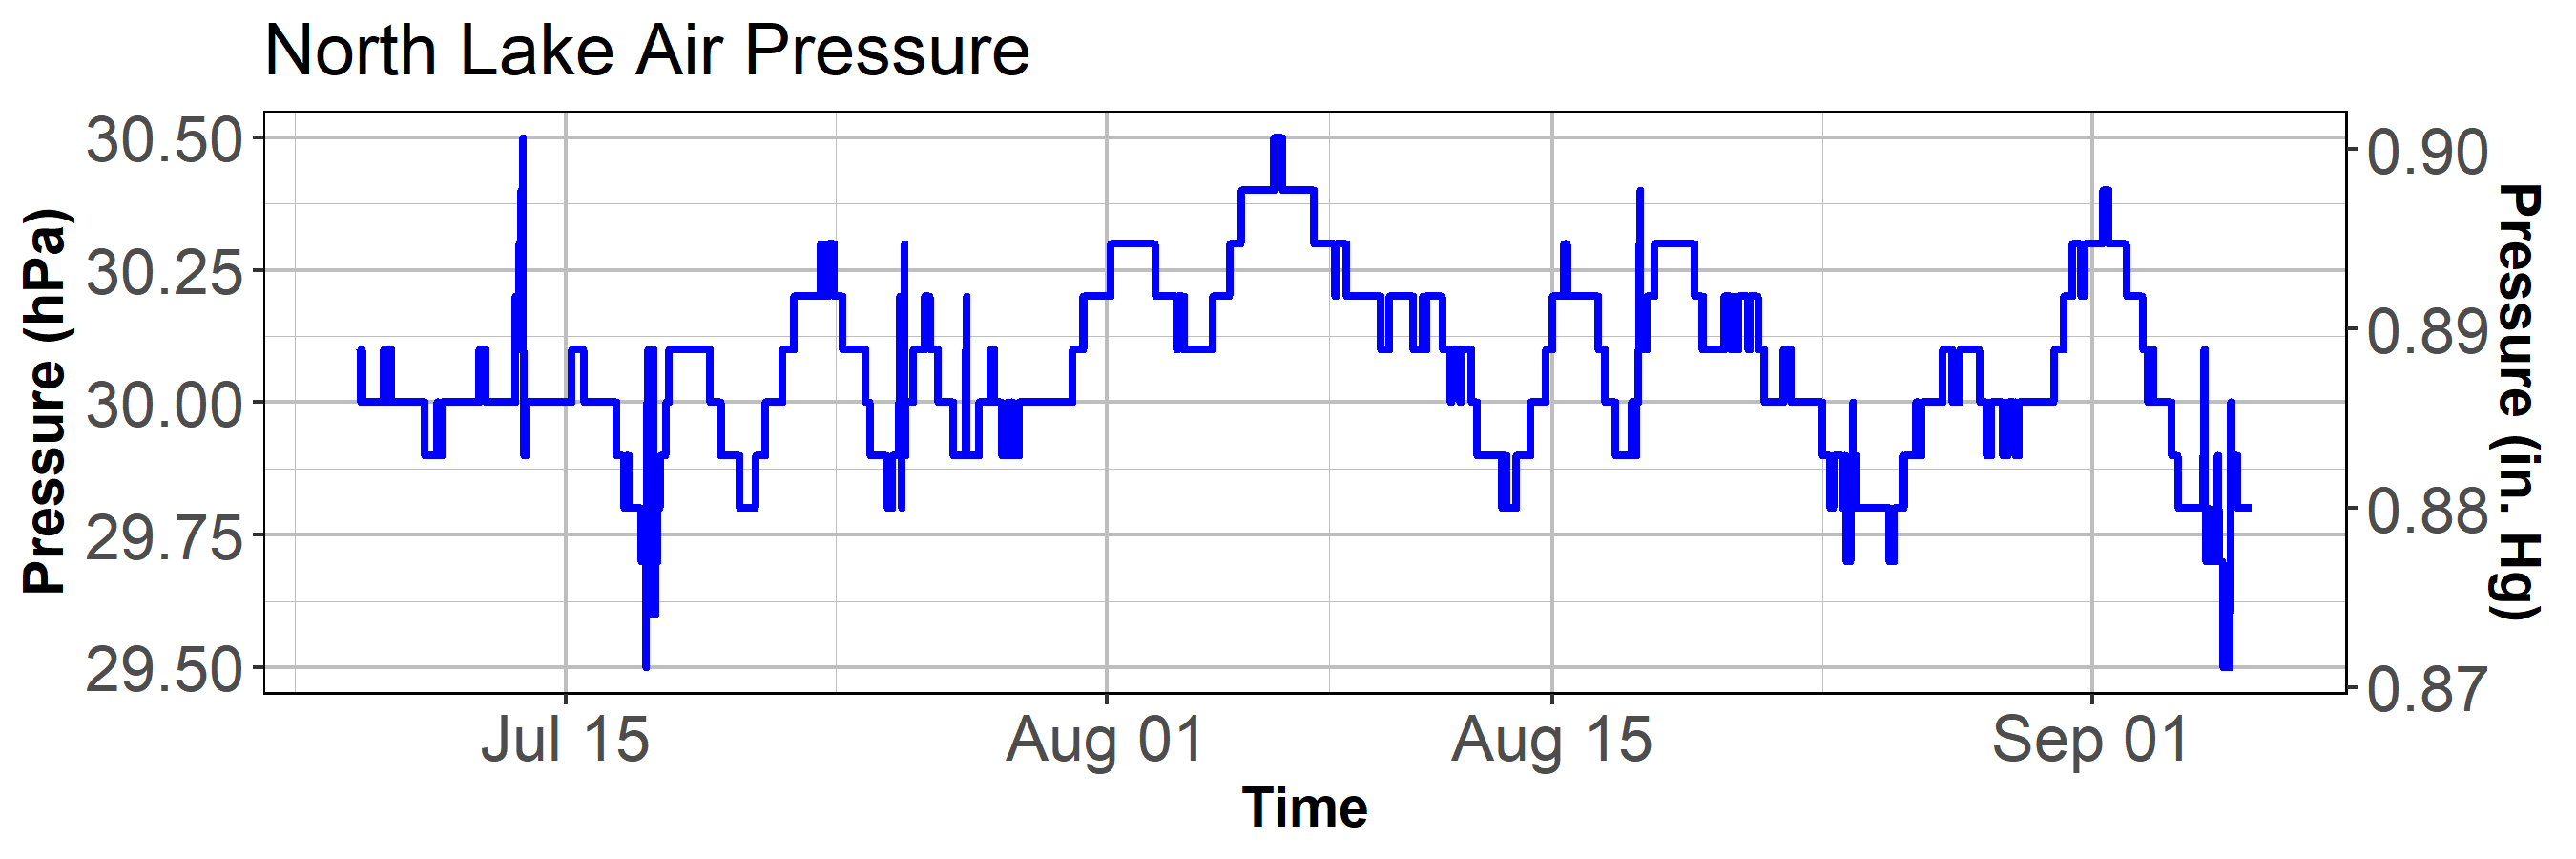 North Lake Air Pressure
Pressure (hPa)
30.50
30.25
30.00
29.75
29.50
0.90
0.89
0.88
0.87
Pressure (in. Hg)
Jul 15
Aug 01
Aug 15
Sep 01
Time